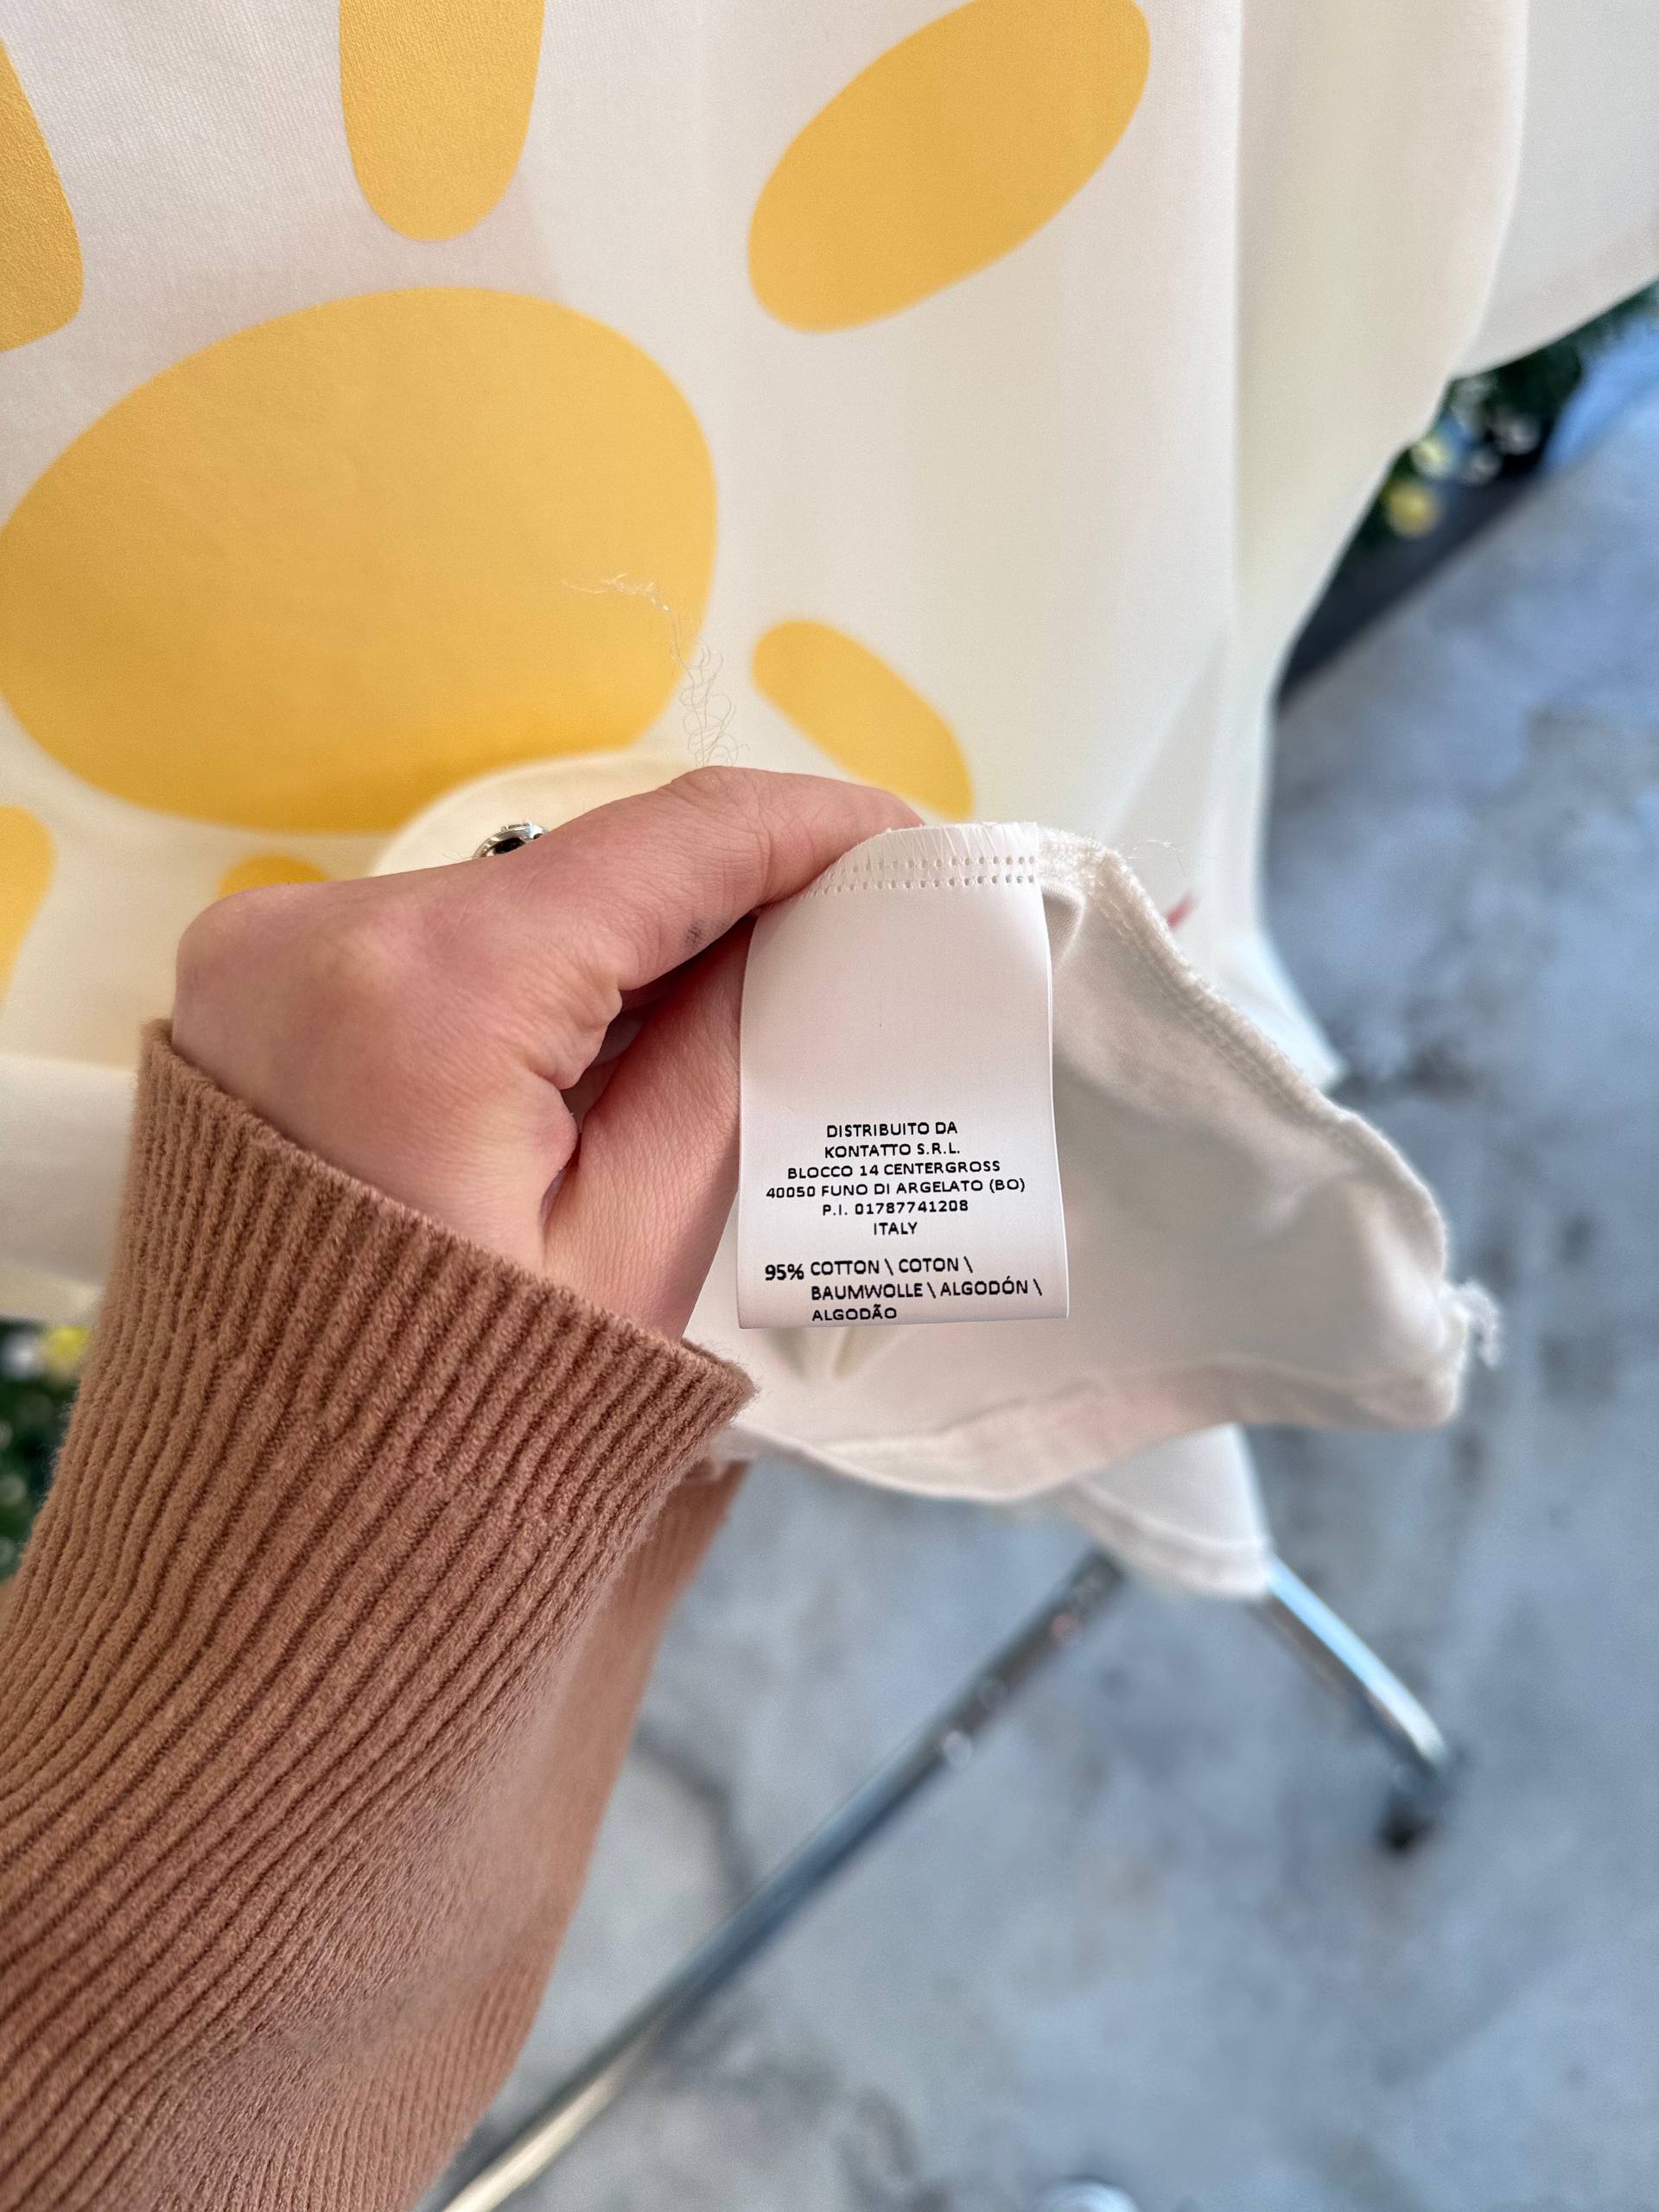 DISTRIBUITO DA
KONTATTO S.R.L.
BLOCCO 14 CENTERGROSS
40050 FUNO DI ARGELATO (BO)
P.I. 01787741208
ITALY
95% COTTON \ COTON \
BAUMWOLLE \ ALGODÓN \
ALGODÃO